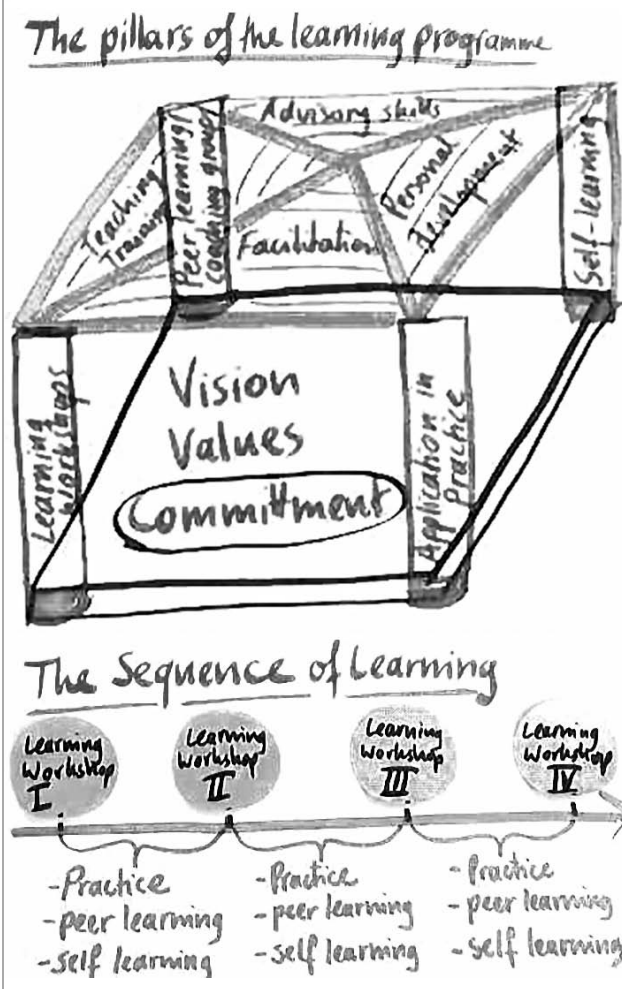 The pillars of the learning programme
Advisory skills
Teaching
Training
Peer learning/
coaching group
Facilitation
Personal
development
Self-learning
Learning
Workshops
Vision
Values
Committment
Application in
Practice
The Sequence of Learning
Learning
Workshop
I
Learning
Workshop
II
Learning
Workshop
III
Learning
Workshop
IV
-Practice
-peer learning
-self learning
-Practice
-peer learning
-self learning
-Practice
-peer learning
-self learning